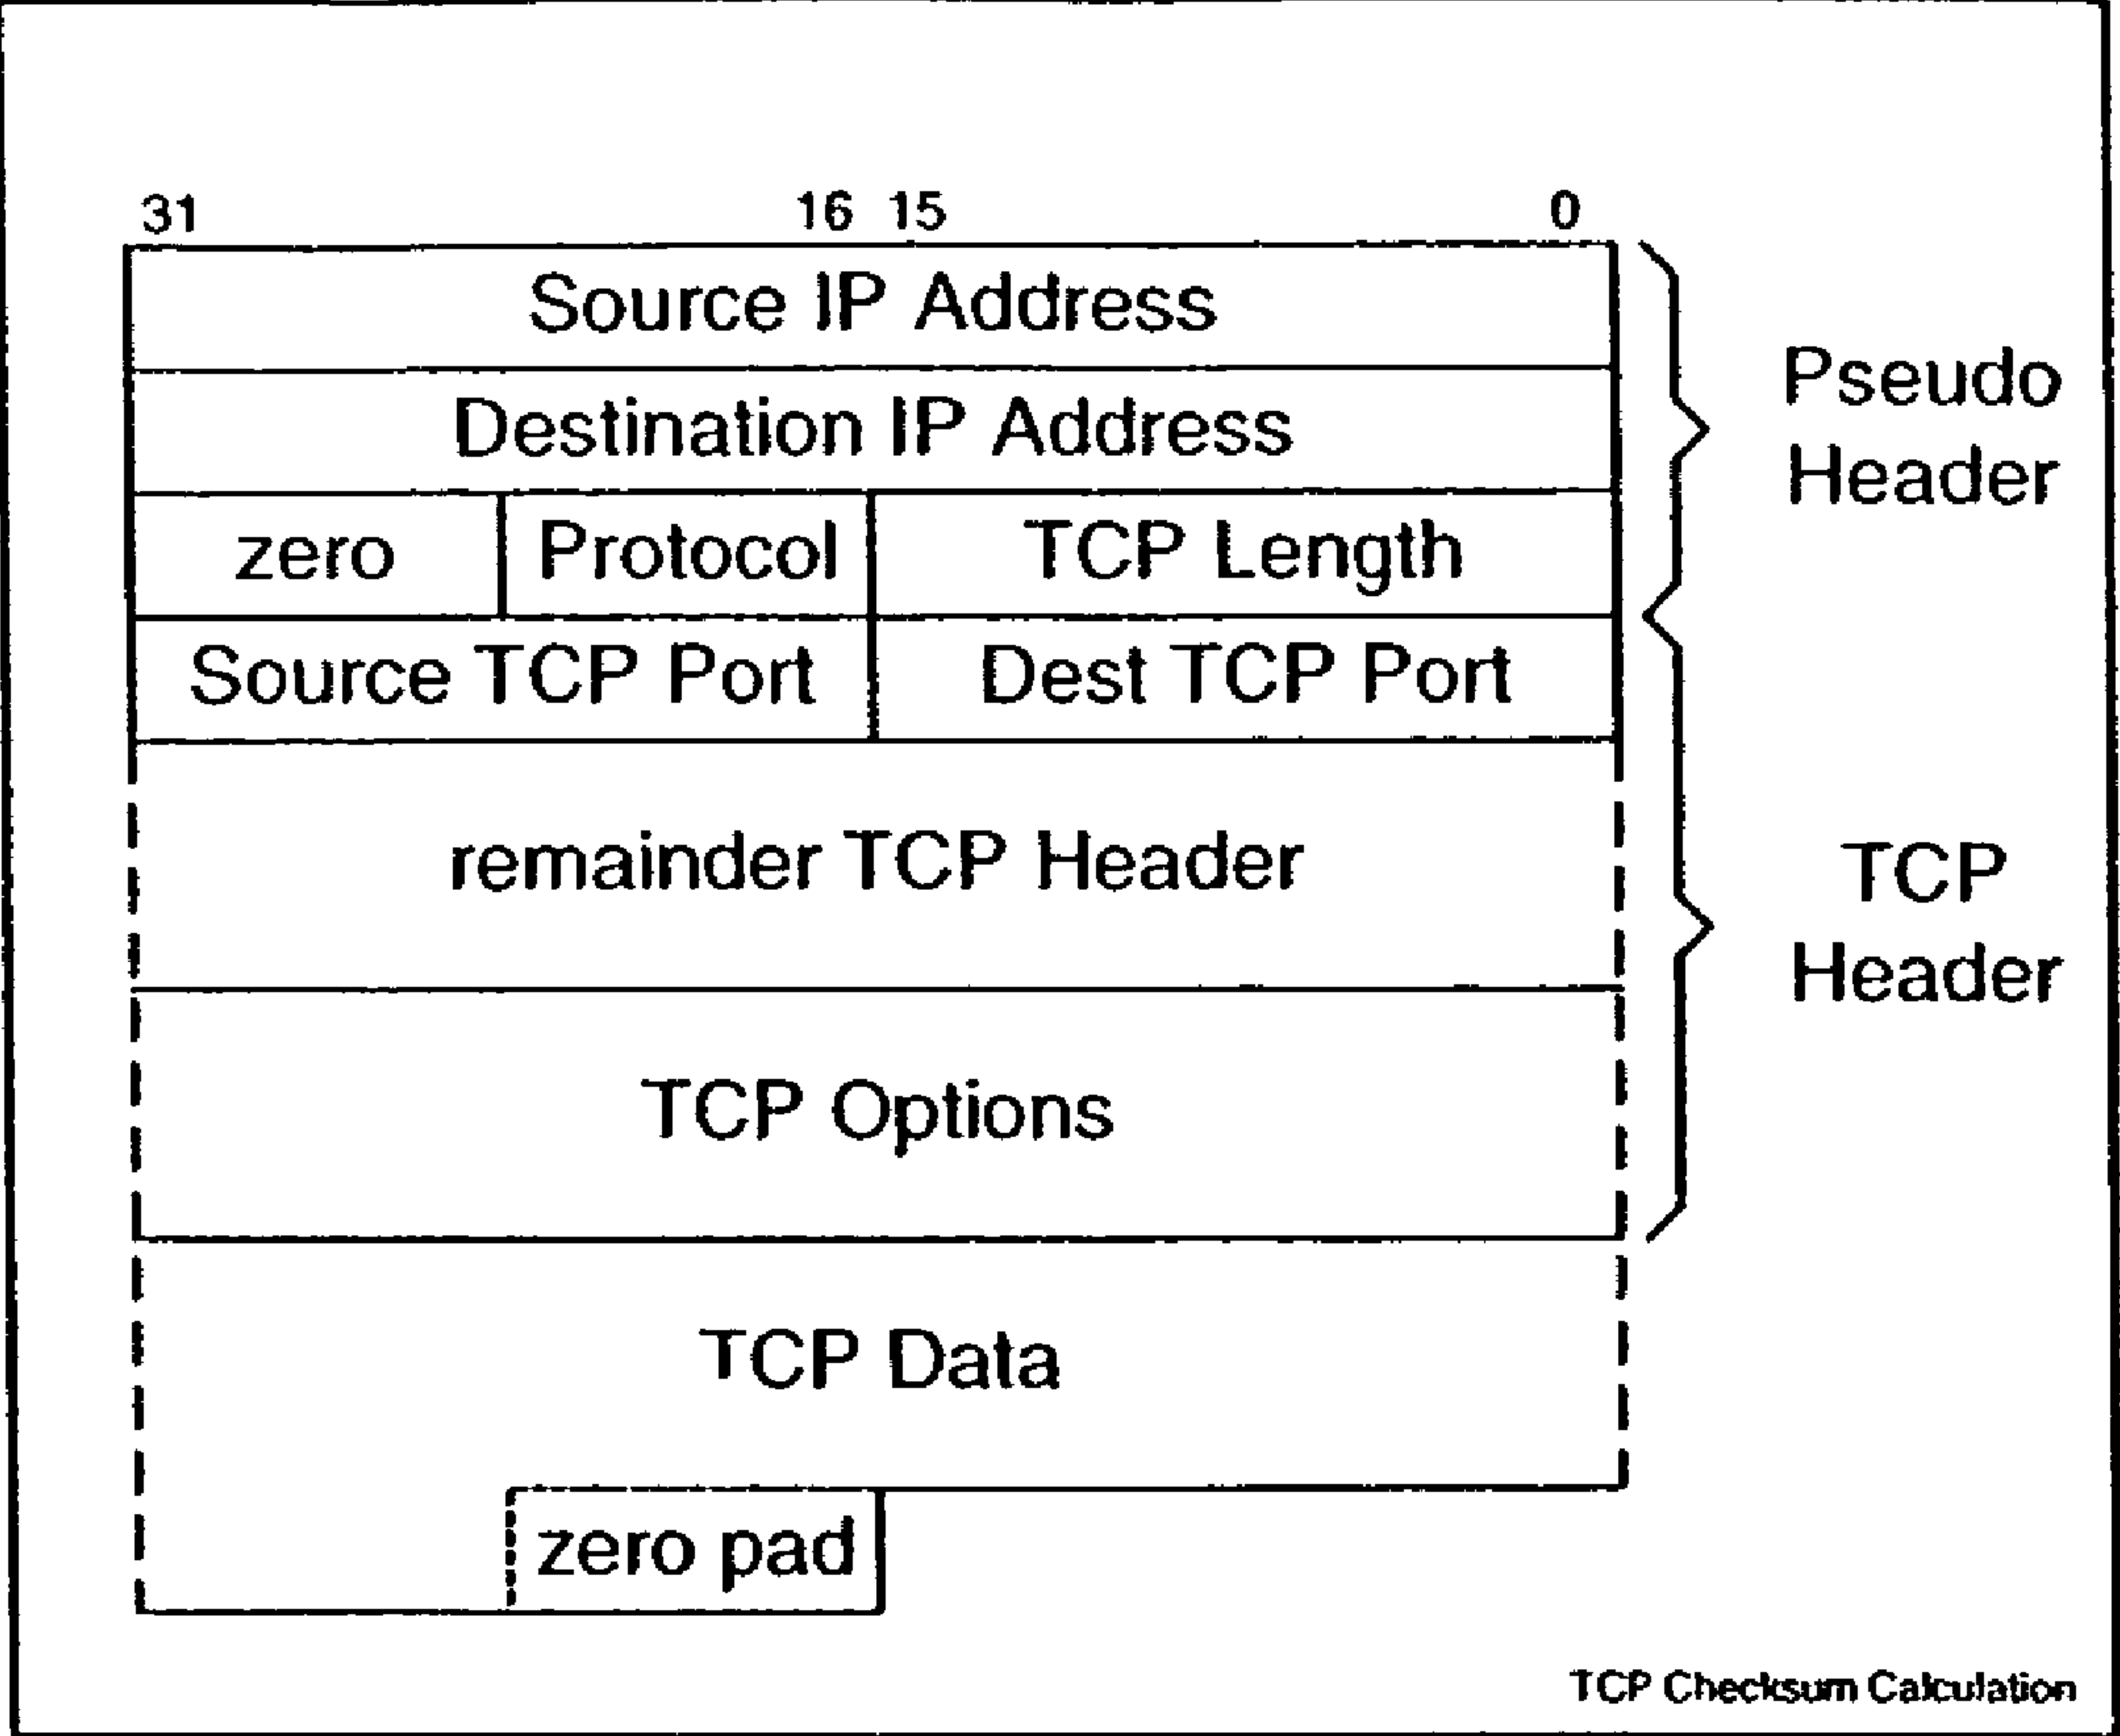 31 16 15 0
Source IP Address
Destination IP Address
Pseudo
Header
zero Protocol TCP Length
Source TCP Port Dest TCP Port
remainder TCP Header
TCP
Header
TCP Options
TCP Data
zero pad
TCP Checksum Calculation